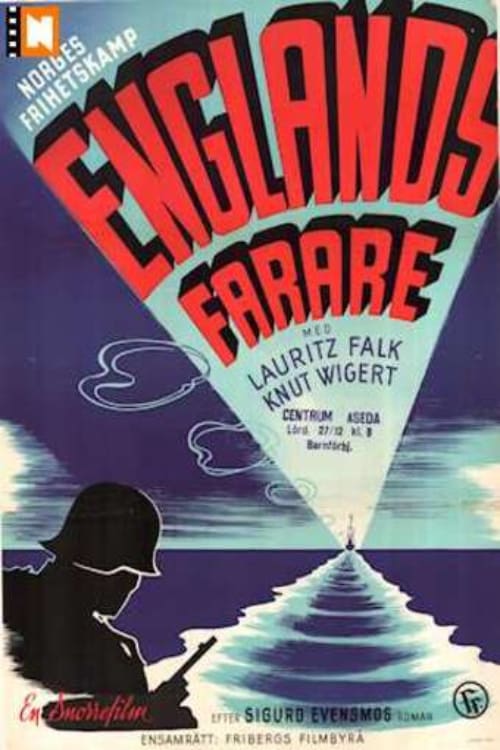 N
NORGES
FRIHETSKAMP
ENGLANDS
FARARE
MED
LAURITZ FALK
KNUT WIGERT
CENTRUM ASEDA
Lörd. 27/12 kl. 8
Barnförbj.
En Snorrefilm
EFTER SIGURD EVENSMOS ROMAN
ENSAMRÄTT: FRIBERGS FILMBYRÅ